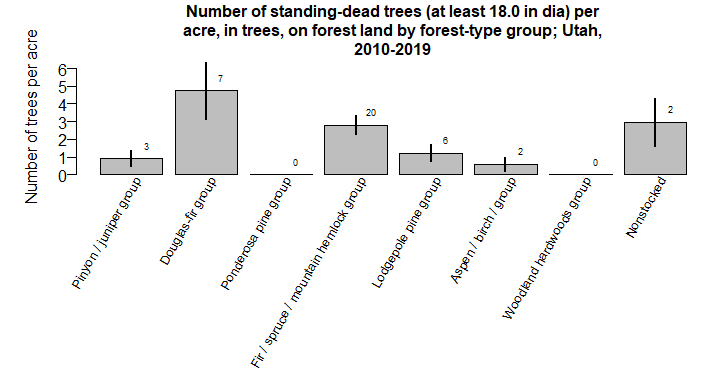 Number of standing-dead trees (at least 18.0 in dia) per
acre, in trees, on forest land by forest-type group; Utah,
2010-2019
Number of trees per acre
6
5
4
3
2
1
0
3
7
0
20
6
2
0
2
Pinyon / juniper group
Douglas-fir group
Ponderosa pine group
Fir / spruce / mountain hemlock group
Lodgepole pine group
Aspen / birch / group
Woodland hardwoods group
Nonstocked